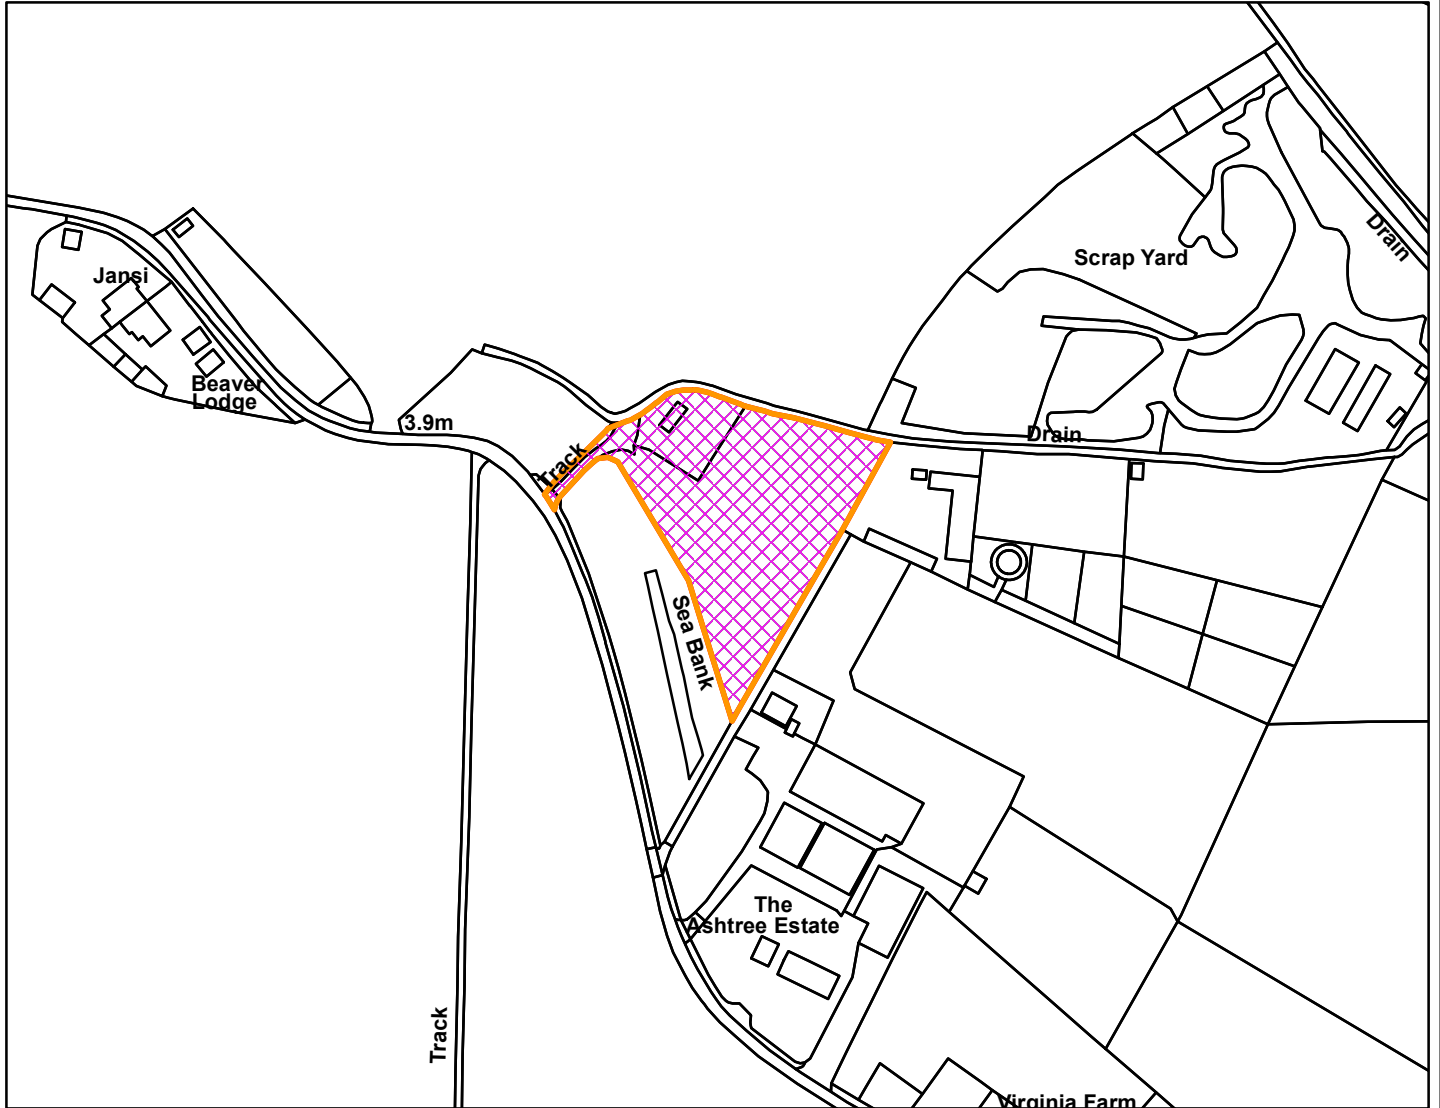 Drain
Scrap Yard
Jansi
Beaver
Lodge
3.9m
Drain
Track
Sea Bank
The
Ashtree Estate
Track
Virginia Farm